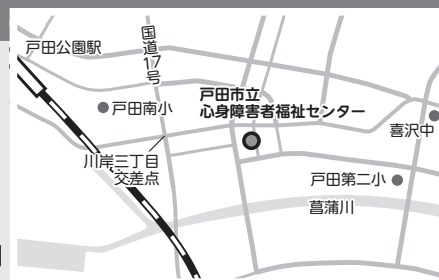 戸田公園駅
国道17号
戸田南小
戸田市立
心身障害者福祉センター
喜沢中
川岸三丁目
交差点
戸田第二小
菖蒲川